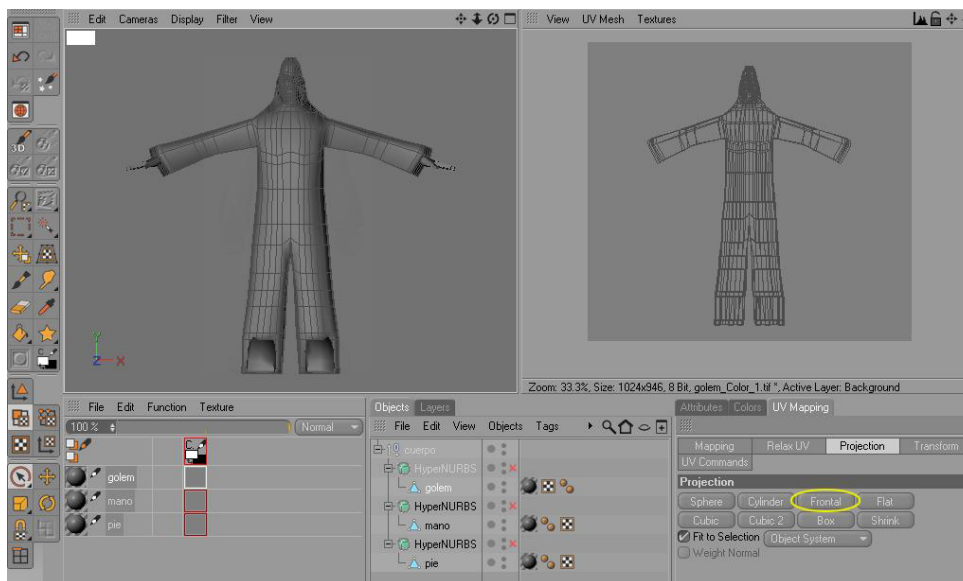 Edit Cameras Display Filter View
View UV Mesh Textures
3D
Y
Z X
Zoom: 33.3%, Size: 1024x946, 8 Bit, golem_Color_1.tif *, Active Layer: Background
File Edit Function Texture
100 % Normal
C
golem
mano
pie
Objects Layers
File Edit View Objects Tags
cuerpo
HyperNURBS
golem
HyperNURBS
mano
HyperNURBS
pie
Attributes Colors UV Mapping
Mapping Relax UV Projection Transform
UV Commands
Projection
Sphere Cylinder Frontal Flat
Cubic Cubic 2 Box Shrink
Fit to Selection Object System
Weight Normal